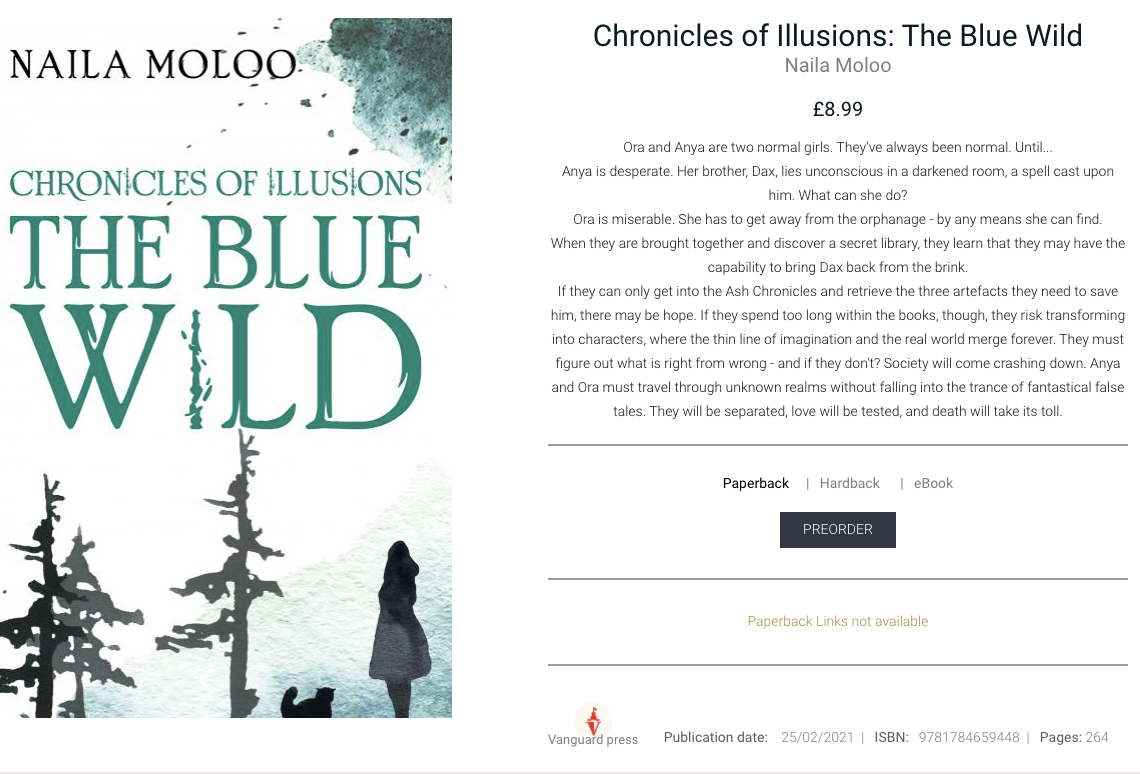 NAILA MOLOO
CHRONICLES OF ILLUSIONS
THE BLUE
WILD
Chronicles of Illusions: The Blue Wild
Naila Moloo
£8.99
Ora and Anya are two normal girls. They've always been normal. Until...
Anya is desperate. Her brother, Dax, lies unconscious in a darkened room, a spell cast upon
him. What can she do?
Ora is miserable. She has to get away from the orphanage - by any means she can find.
When they are brought together and discover a secret library, they learn that they may have the
capability to bring Dax back from the brink.
If they can only get into the Ash Chronicles and retrieve the three artefacts they need to save
him, there may be hope. If they spend too long within the books, though, they risk transforming
into characters, where the thin line of imagination and the real world merge forever. They must
figure out what is right from wrong - and if they don't? Society will come crashing down. Anya
and Ora must travel through unknown realms without falling into the trance of fantastical false
tales. They will be separated, love will be tested, and death will take its toll.
Paperback | Hardback | eBook
PREORDER
Paperback Links not available
Vanguard press Publication date: 25/02/2021 | ISBN: 9781784659448 | Pages: 264